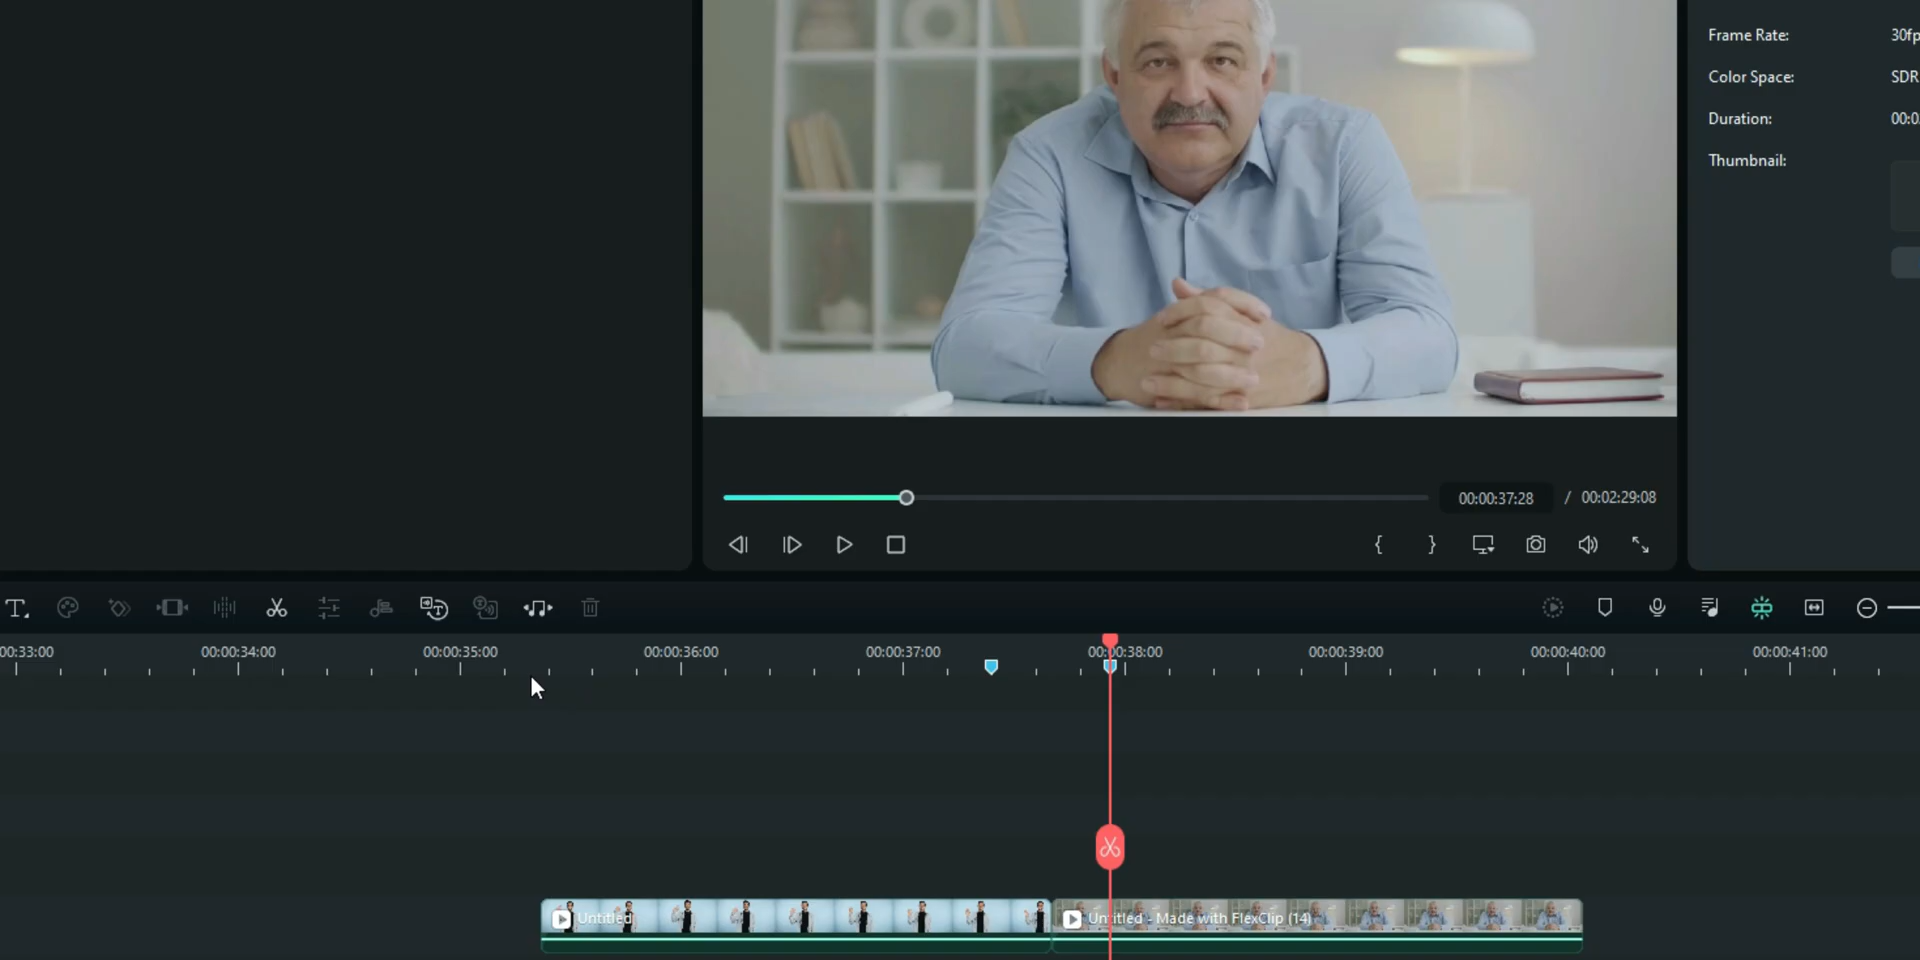 Frame Rate:
30fp
Color Space:
SDR
Duration:
00:0
Thumbnail:
00:00:37:28 / 00:02:29:08
00:33:00 00:00:34:00 00:00:35:00 00:00:36:00 00:00:37:00 00:00:38:00 00:00:39:00 00:00:40:00 00:00:41:00
Untitled
Untitled - Made with FlexClip (14)